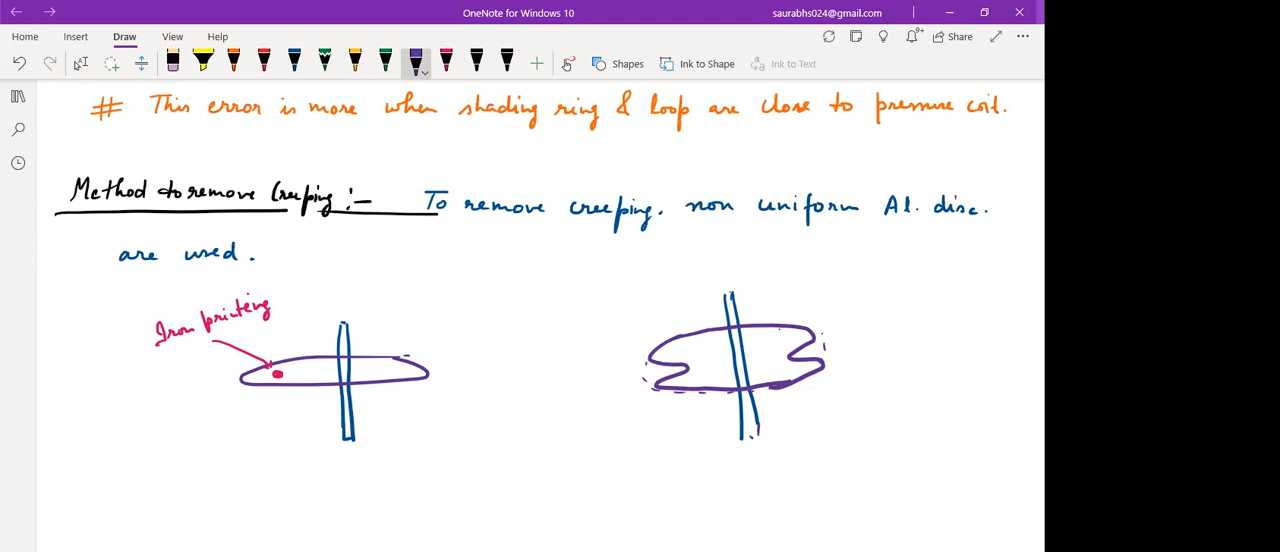 OneNote for Windows 10
saurabhs024@gmail.com
Home Insert Draw View Help
9+ Share
Shapes Ink to Shape Ink to Text
# This error is more when shading ring & loop are close to pressure coil.
Method to remove Creeping :- To remove creeping, non uniform Al. disc.
are used.
Iron printing